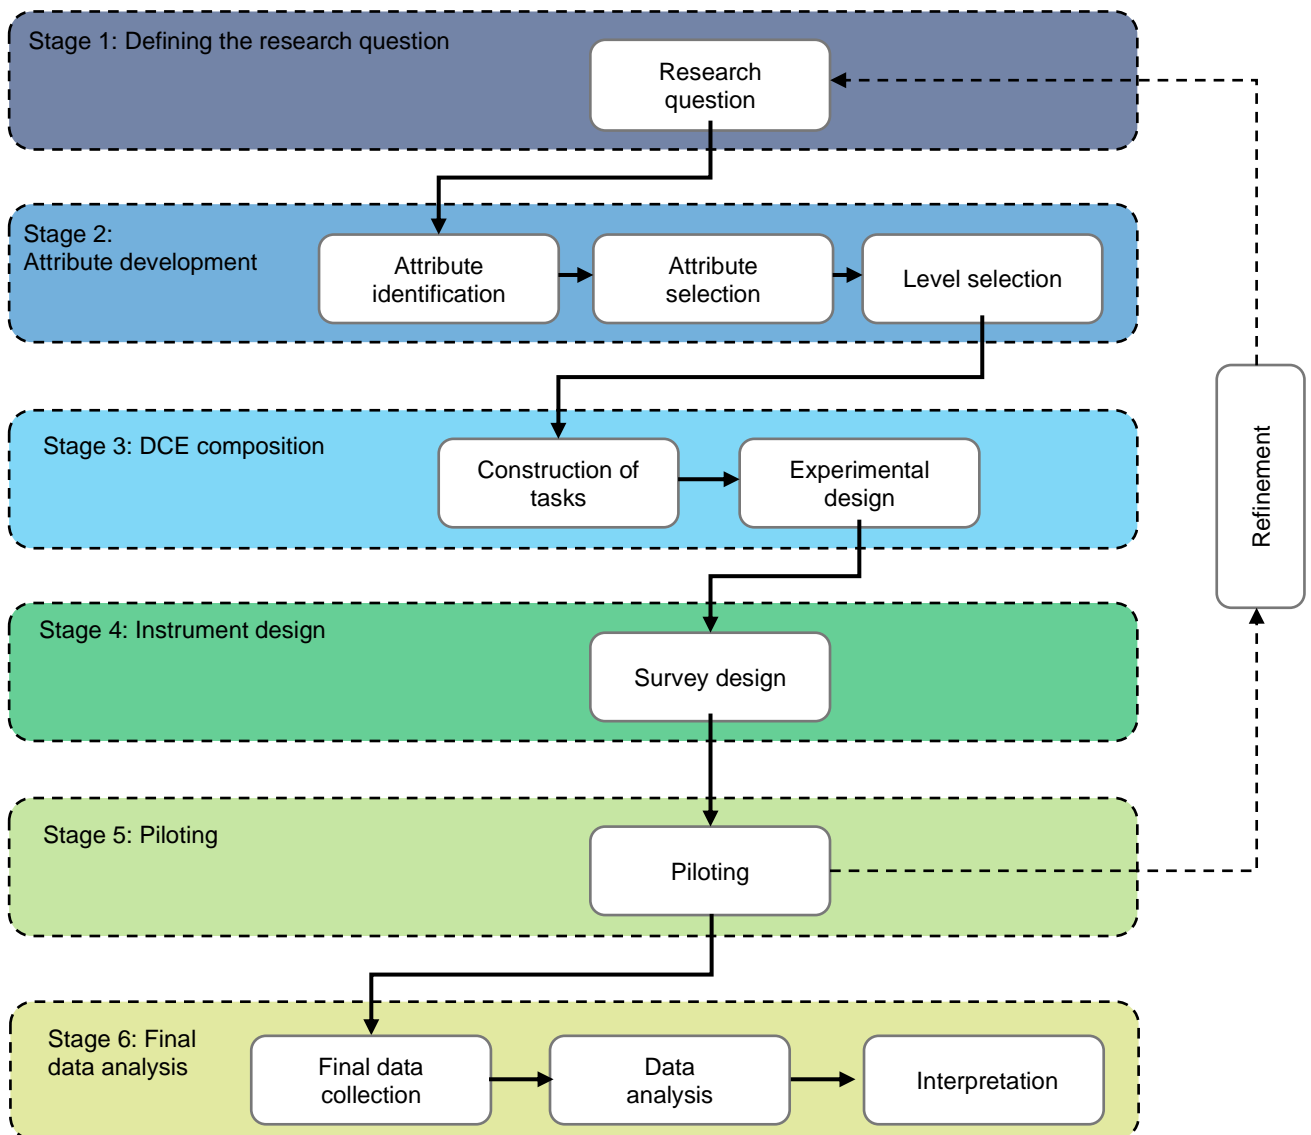 Stage 1: Defining the research question
Research
question
Stage 2:
Attribute development
Attribute
identification
Attribute
selection
Level selection
Stage 3: DCE composition
Construction of
tasks
Experimental
design
Refinement
Stage 4: Instrument design
Survey design
Stage 5: Piloting
Piloting
Stage 6: Final
data analysis
Final data
collection
Data
analysis
Interpretation